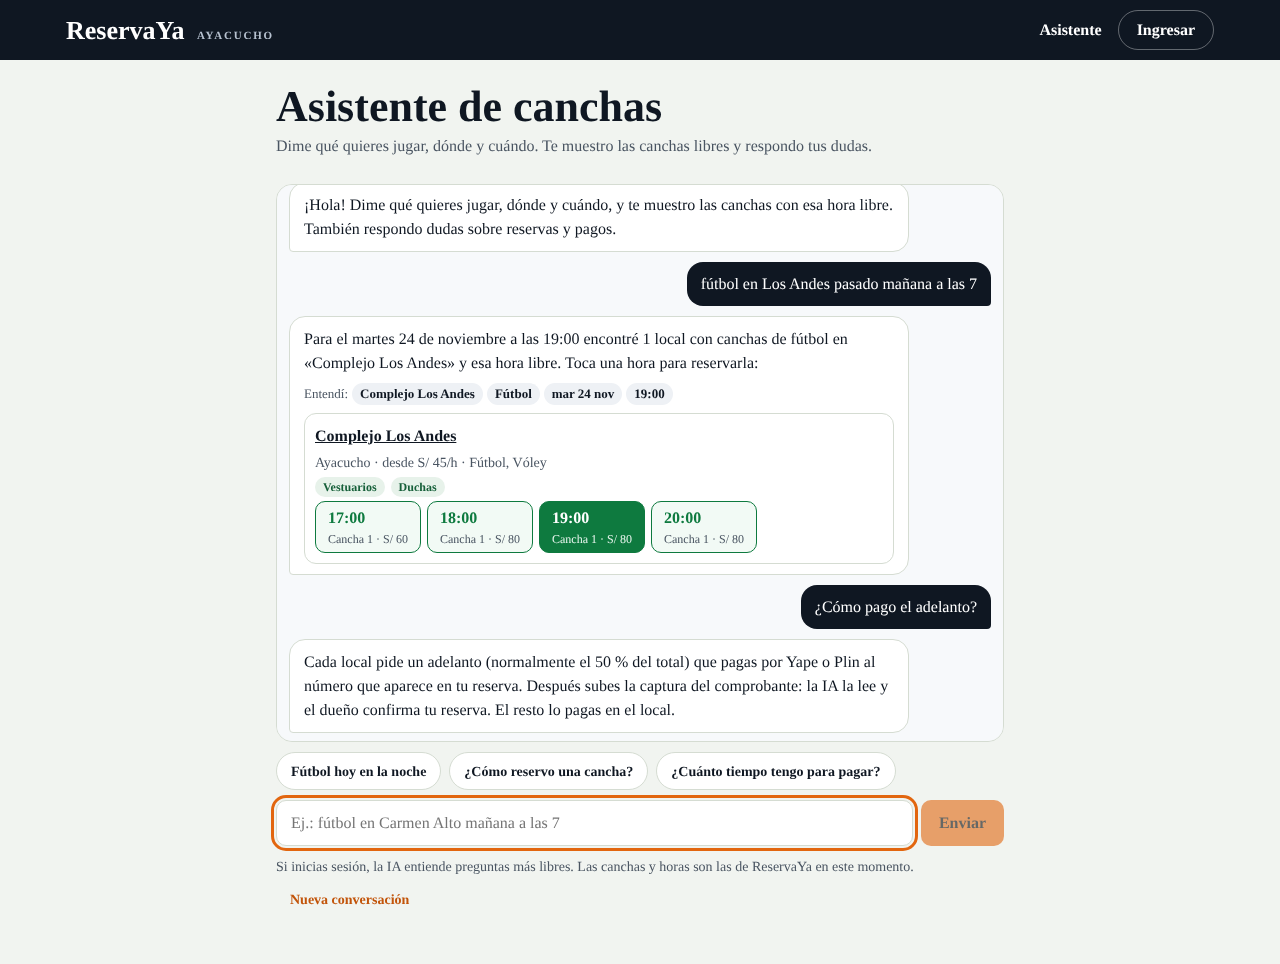 ReservaYa AYACUCHO
Asistente
Ingresar
Asistente de canchas
Dime qué quieres jugar, dónde y cuándo. Te muestro las canchas libres y respondo tus dudas.
¡Hola! Dime qué quieres jugar, dónde y cuándo, y te muestro las canchas con esa hora libre.
También respondo dudas sobre reservas y pagos.
fútbol en Los Andes pasado mañana a las 7
Para el martes 24 de noviembre a las 19:00 encontré 1 local con canchas de fútbol en
«Complejo Los Andes» y esa hora libre. Toca una hora para reservarla:
Entendí: Complejo Los Andes Fútbol mar 24 nov 19:00
Complejo Los Andes
Ayacucho · desde S/ 45/h · Fútbol, Vóley
Vestuarios Duchas
17:00 18:00 19:00 20:00
Cancha 1 · S/ 60 Cancha 1 · S/ 80 Cancha 1 · S/ 80 Cancha 1 · S/ 80
¿Cómo pago el adelanto?
Cada local pide un adelanto (normalmente el 50 % del total) que pagas por Yape o Plin al
número que aparece en tu reserva. Después subes la captura del comprobante: la IA la lee y
el dueño confirma tu reserva. El resto lo pagas en el local.
Fútbol hoy en la noche ¿Cómo reservo una cancha? ¿Cuánto tiempo tengo para pagar?
Ej.: fútbol en Carmen Alto mañana a las 7
Enviar
Si inicias sesión, la IA entiende preguntas más libres. Las canchas y horas son las de ReservaYa en este momento.
Nueva conversación